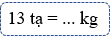 13 tạ = ... kg